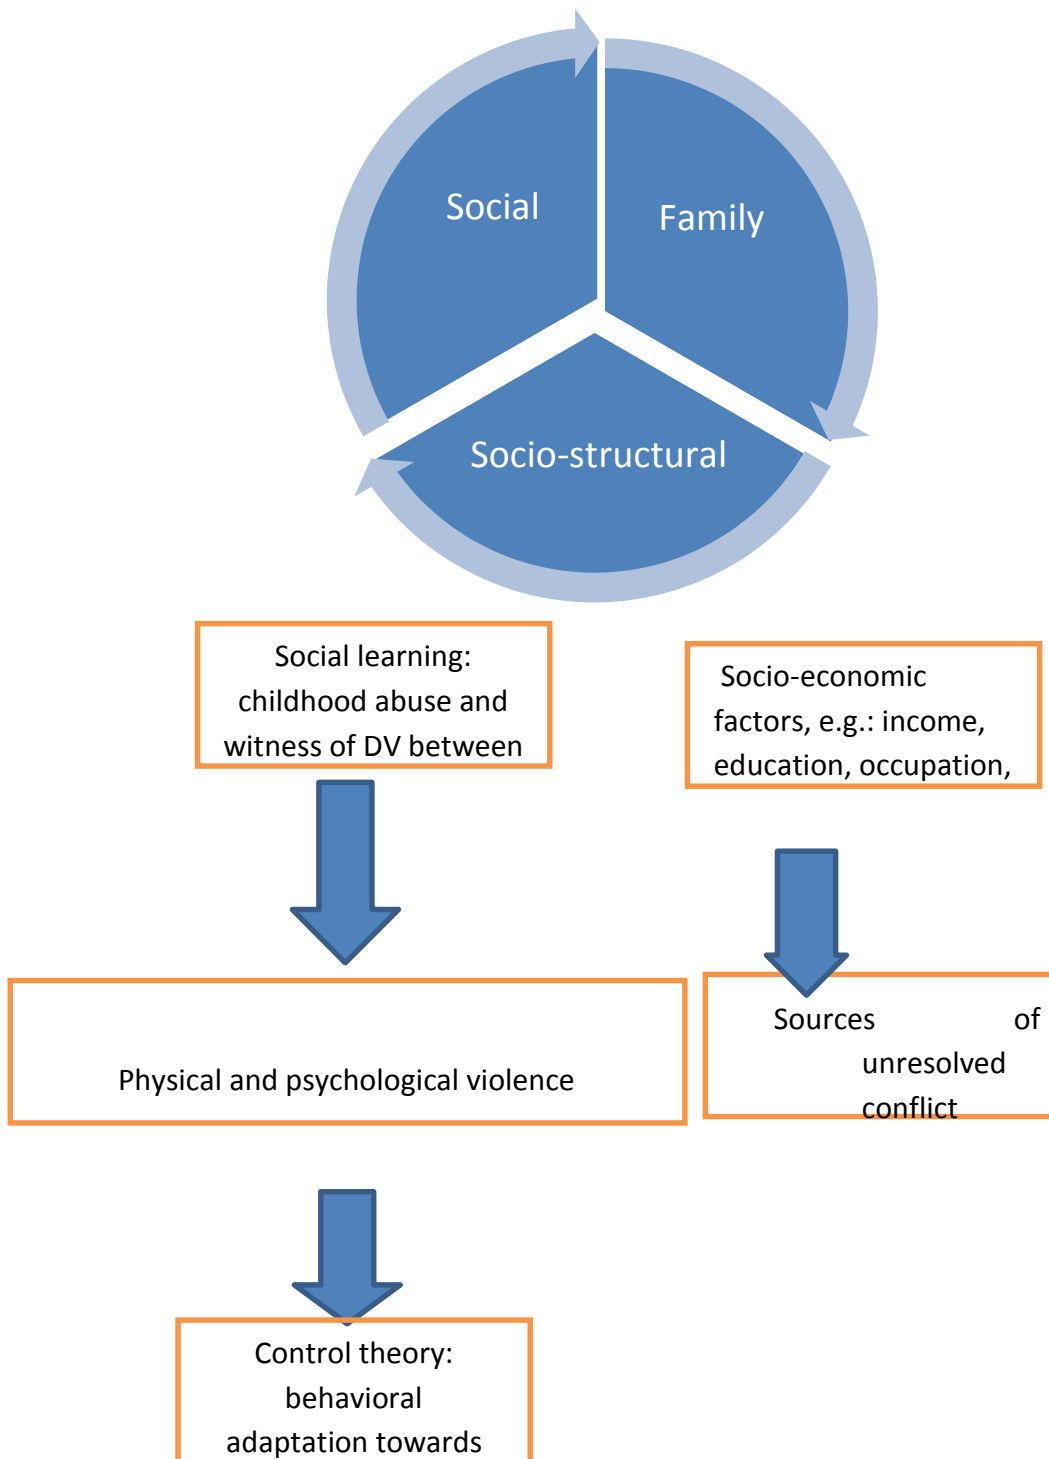 Social
Family
Socio-structural
Social learning:
childhood abuse and
witness of DV between
Socio-economic
factors, e.g.: income,
education, occupation,
Physical and psychological violence
Sources of
unresolved
conflict
Control theory:
behavioral
adaptation towards